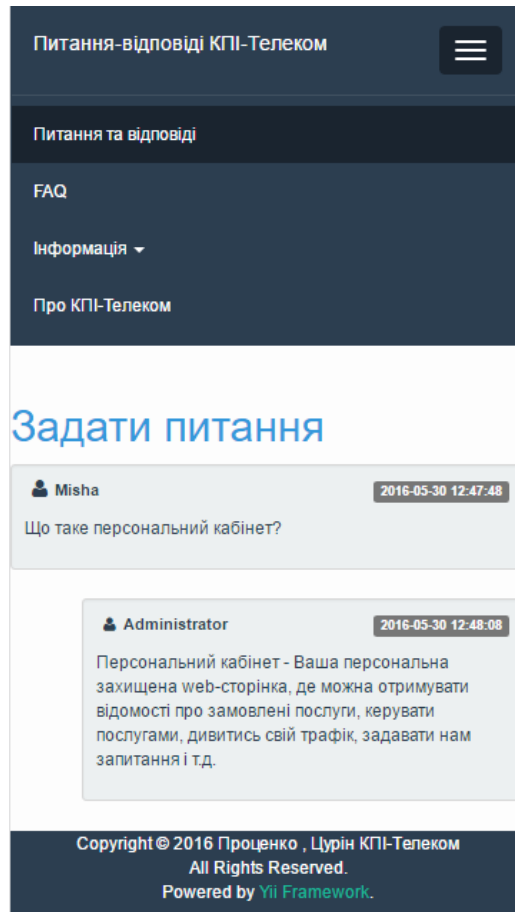 Питання-відповіді КПІ-Телеком
Питання та відповіді
FAQ
Інформація
Про КПІ-Телеком
Задати питання
Misha 2016-05-30 12:47:48
Що таке персональний кабінет?
Administrator 2016-05-30 12:48:08
Персональний кабінет - Ваша персональна
захищена web-сторінка, де можна отримувати
відомості про замовлені послуги, керувати
послугами, дивитись свій трафік, задавати нам
запитання і т.д.
Copyright © 2016 Проценко , Цурін КПІ-Телеком
All Rights Reserved.
Powered by Yii Framework.